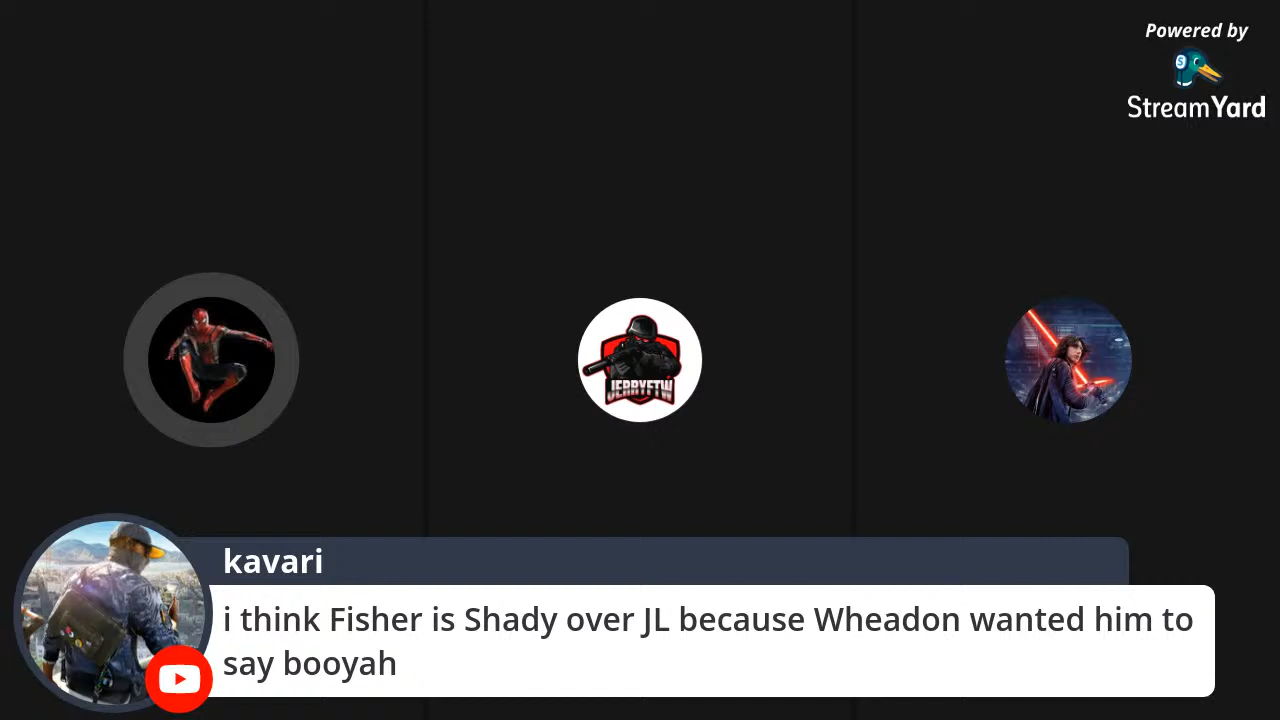 Powered by
StreamYard
JERRYFTW
kavari
i think Fisher is Shady over JL because Wheadon wanted him to
say booyah